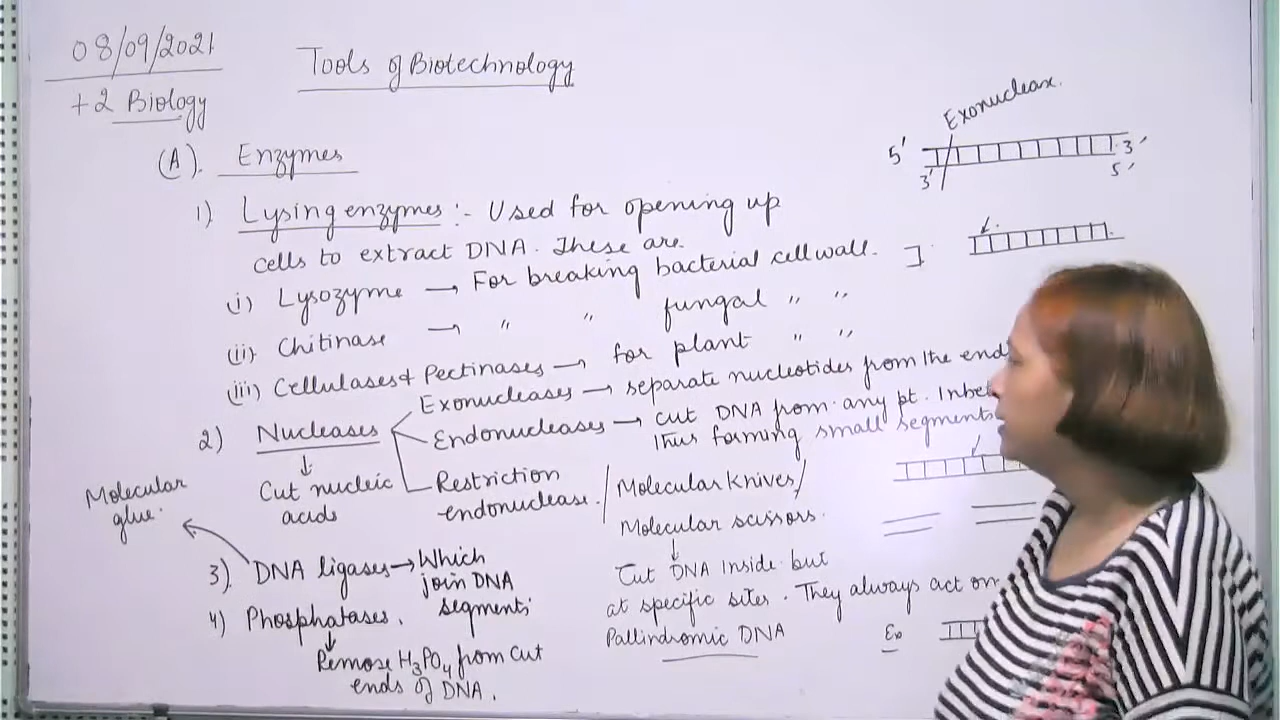 08/09/2021
+2 Biology
Tools of Biotechnology
(A). Enzymes
1) Lysing enzymes :- Used for opening up
cells to extract DNA. These are.
(i) Lysozyme → For breaking bacterial cell wall. ]
(ii) Chitinase → " " fungal " "
(iii) Cellulases & Pectinases → for plant " "
2) Nucleases
Exonucleases → separate nucleotides from the end
Endonucleases → cut DNA from any pt. Inbet
Thus forming small segments
Restriction
endonuclease.
↓
Cut nucleic
acids
/ Molecular knives /
Molecular scissors.
↓
Cut DNA inside but
at specific sites. They always act on
Pallindromic DNA
Ex
Molecular
glue.
3). DNA ligases → Which
join DNA
segments
4) Phosphatases.
↓
Remose H₃PO₄ from cut
ends of DNA.
Exonuclease.
5' 3'
3' 5'